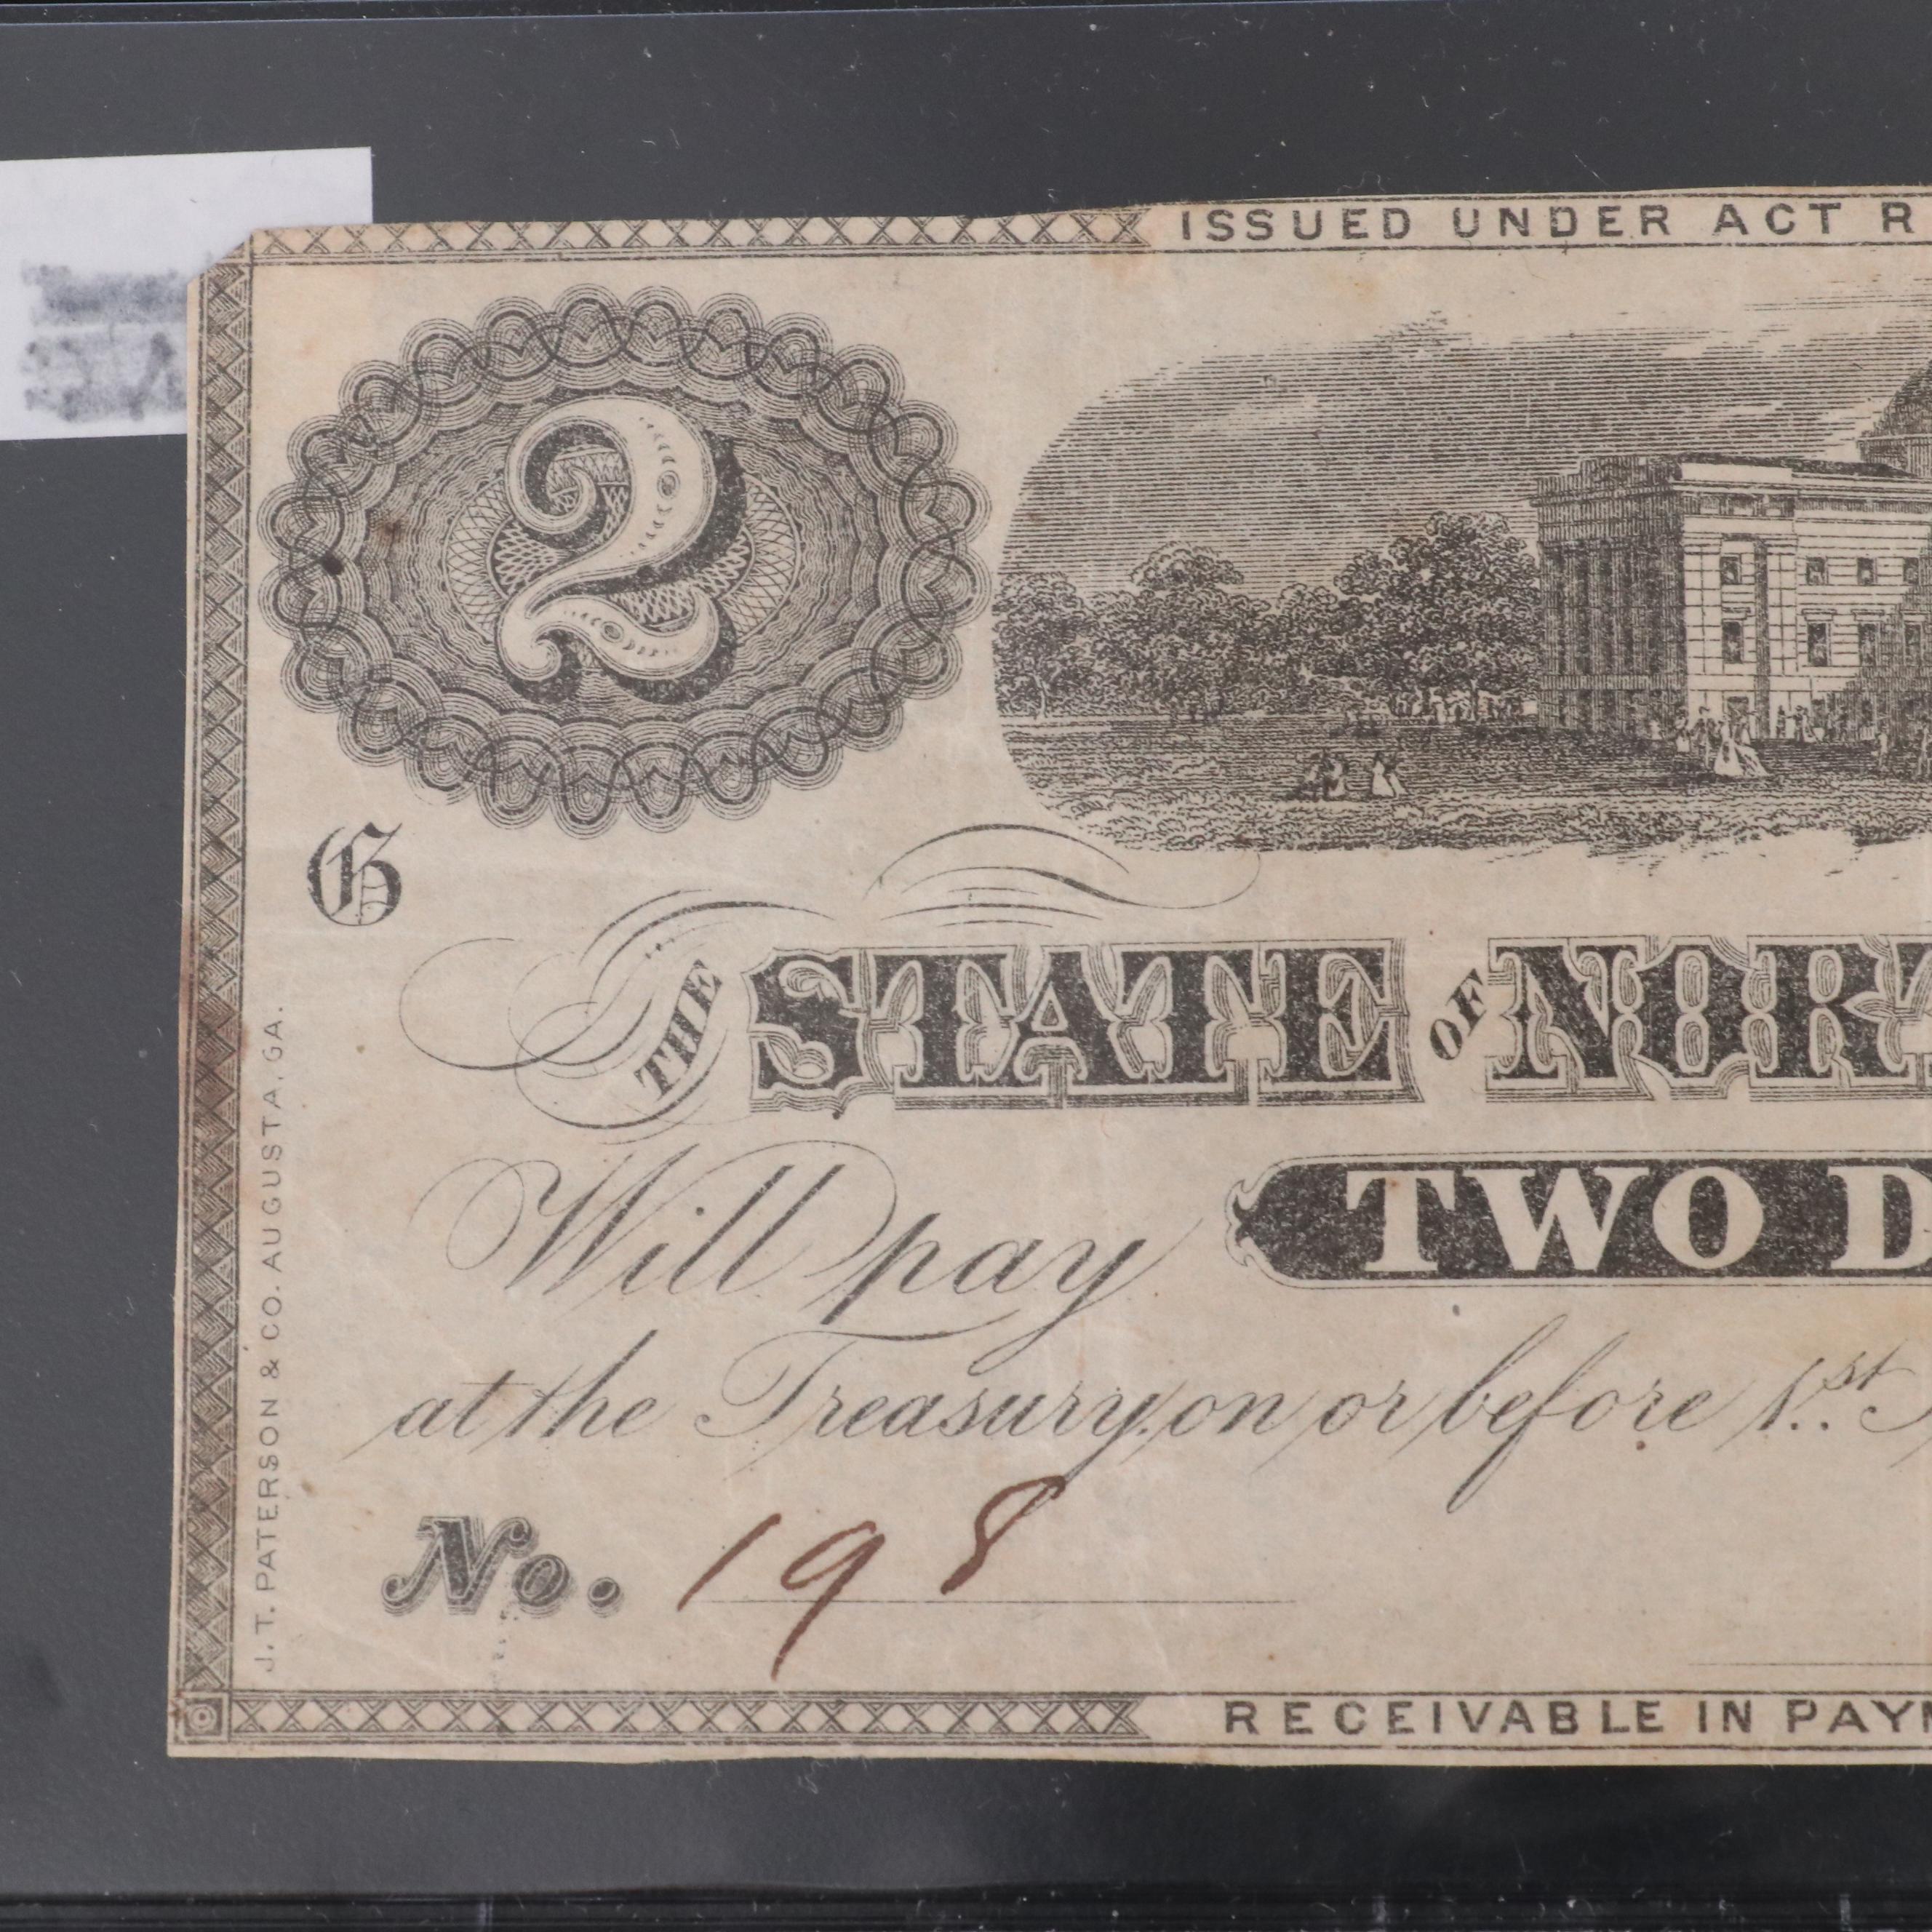 ISSUED UNDER ACT R
2
G
THE STATE OF NORT
Will pay TWO D
at the Treasury, on or before 1st
No. 198
J. T. PATERSON & CO. AUGUSTA, GA.
RECEIVABLE IN PAYM